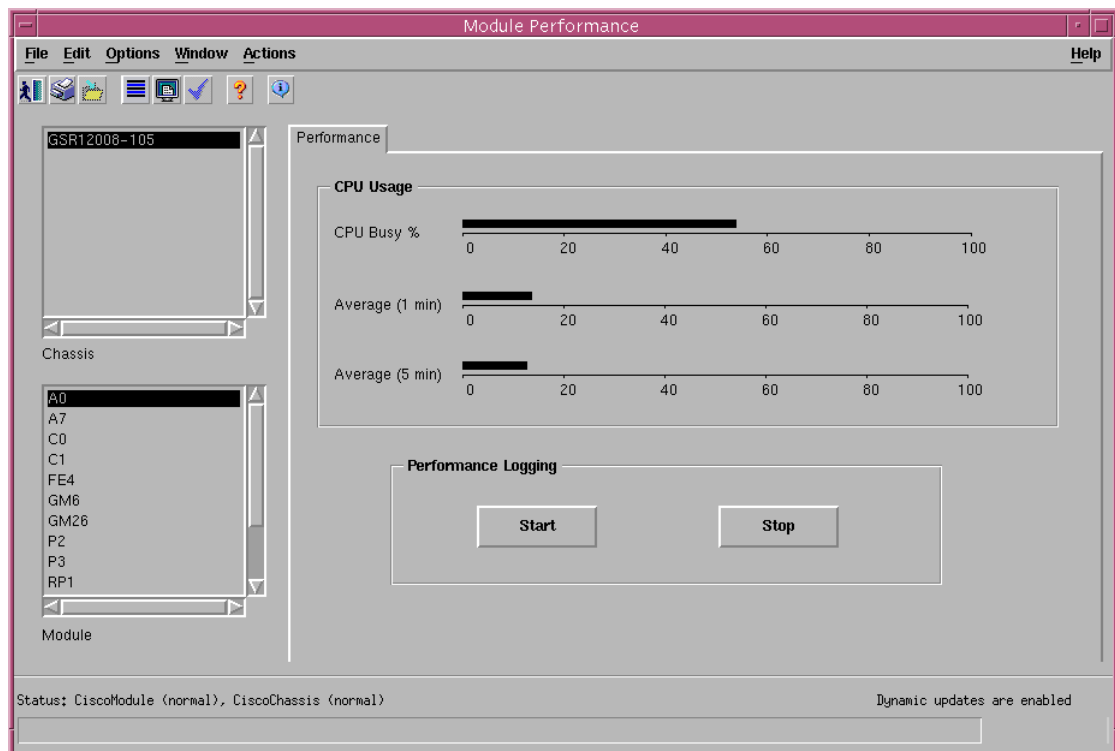 Module Performance
File Edit Options Window Actions Help
GSR12008-105
Chassis
A0
A7
C0
C1
FE4
GM6
GM26
P2
P3
RP1
Module
Performance
CPU Usage
CPU Busy %
0 20 40 60 80 100
Average (1 min)
0 20 40 60 80 100
Average (5 min)
0 20 40 60 80 100
Performance Logging
Start Stop
Status: CiscoModule (normal), CiscoChassis (normal) Dynamic updates are enabled